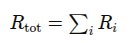 R_tot = ∑_i R_i